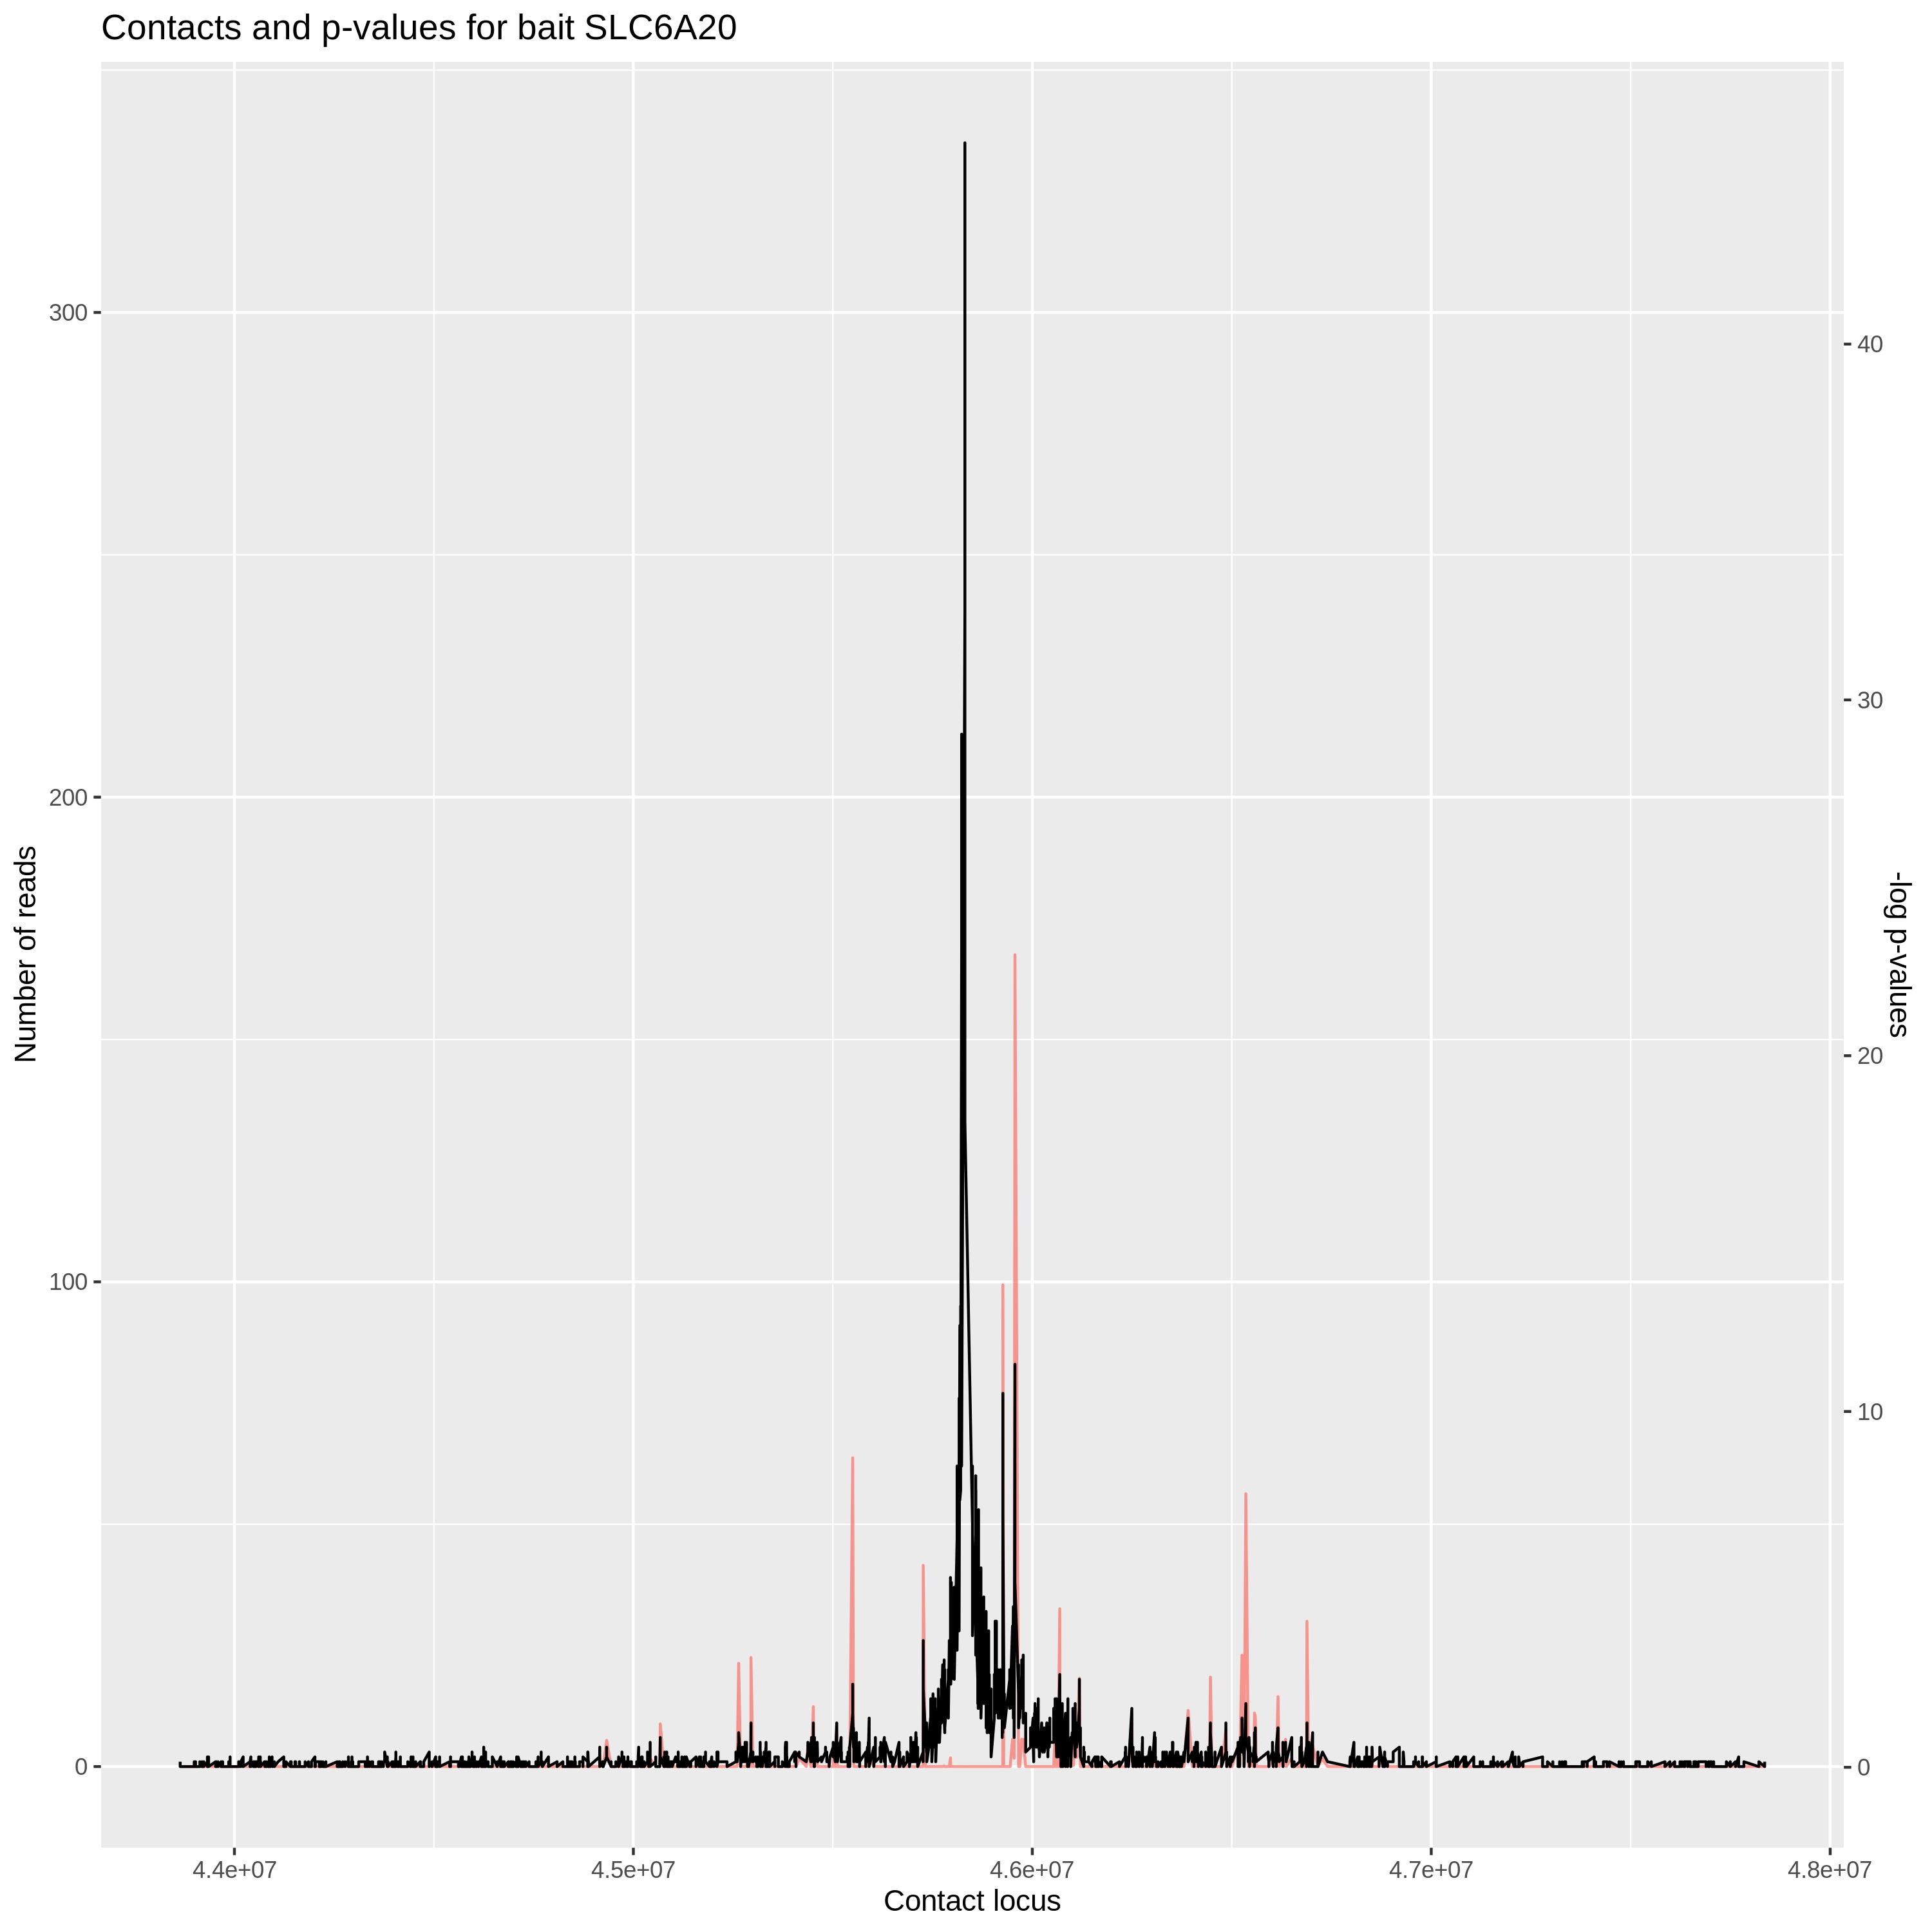 Contacts and p-values for bait SLC6A20
300
200
100
0
Number of reads
40
30
20
10
0
-log p-values
4.4e+07
4.5e+07
4.6e+07
4.7e+07
4.8e+07
Contact locus